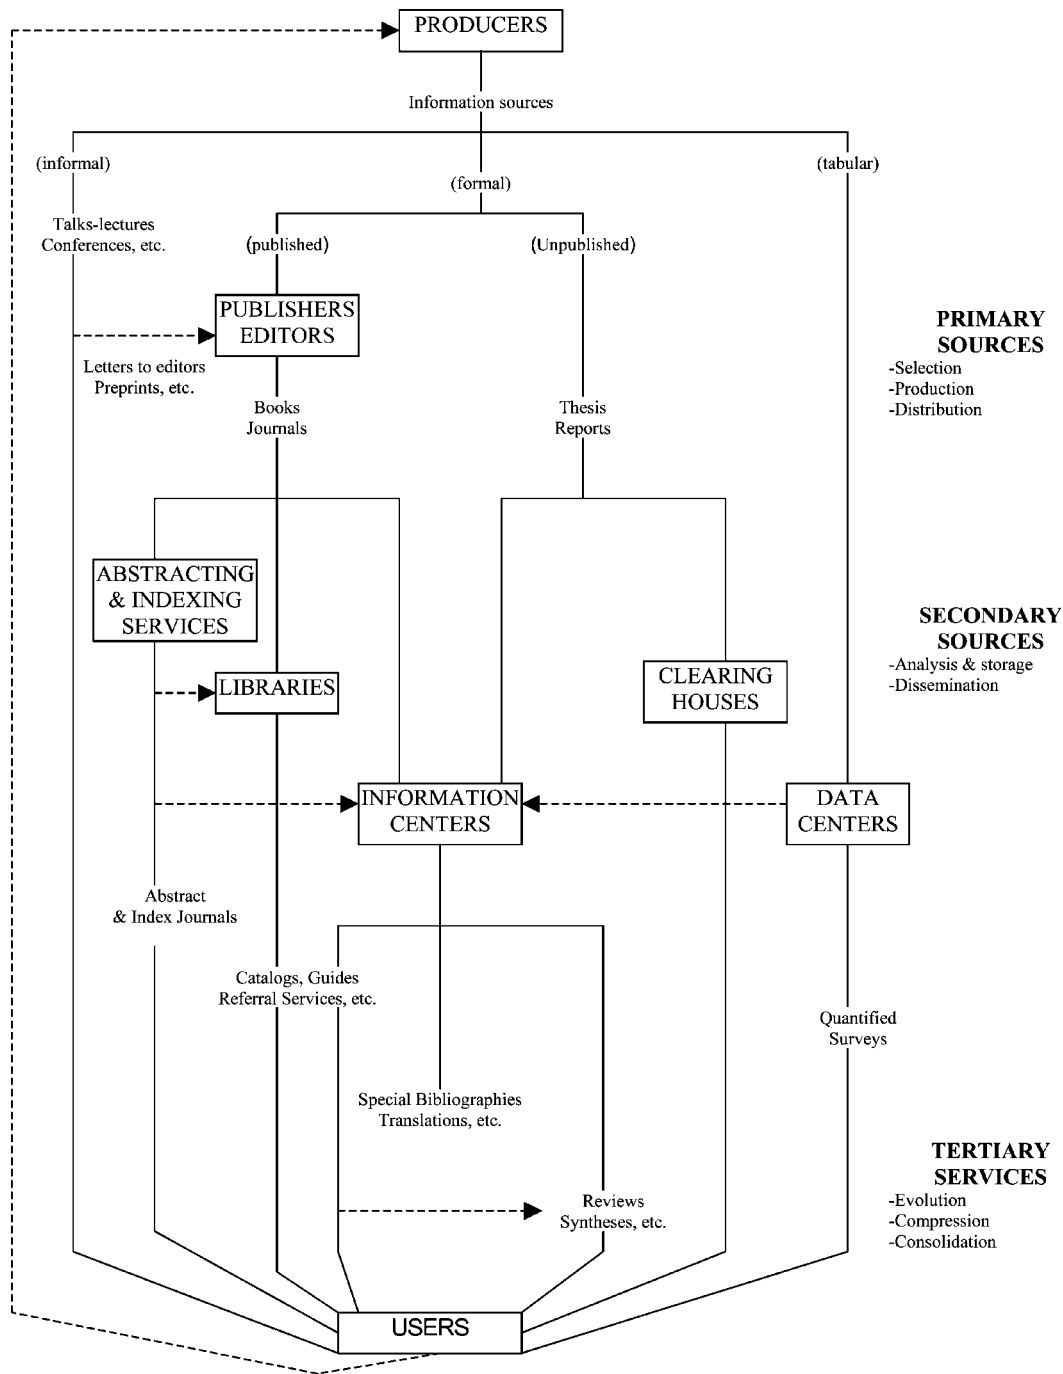 PRODUCERS
Information sources
(informal)
(formal)
(tabular)
Talks-lectures
Conferences, etc.
(published)
(Unpublished)
PUBLISHERS
EDITORS
Letters to editors
Preprints, etc.
Books
Journals
Thesis
Reports
PRIMARY
SOURCES
-Selection
-Production
-Distribution
ABSTRACTING
& INDEXING
SERVICES
LIBRARIES
CLEARING
HOUSES
SECONDARY
SOURCES
-Analysis & storage
-Dissemination
INFORMATION
CENTERS
DATA
CENTERS
Abstract
& Index Journals
Catalogs, Guides
Referral Services, etc.
Quantified
Surveys
Special Bibliographies
Translations, etc.
Reviews
Syntheses, etc.
TERTIARY
SERVICES
-Evolution
-Compression
-Consolidation
USERS